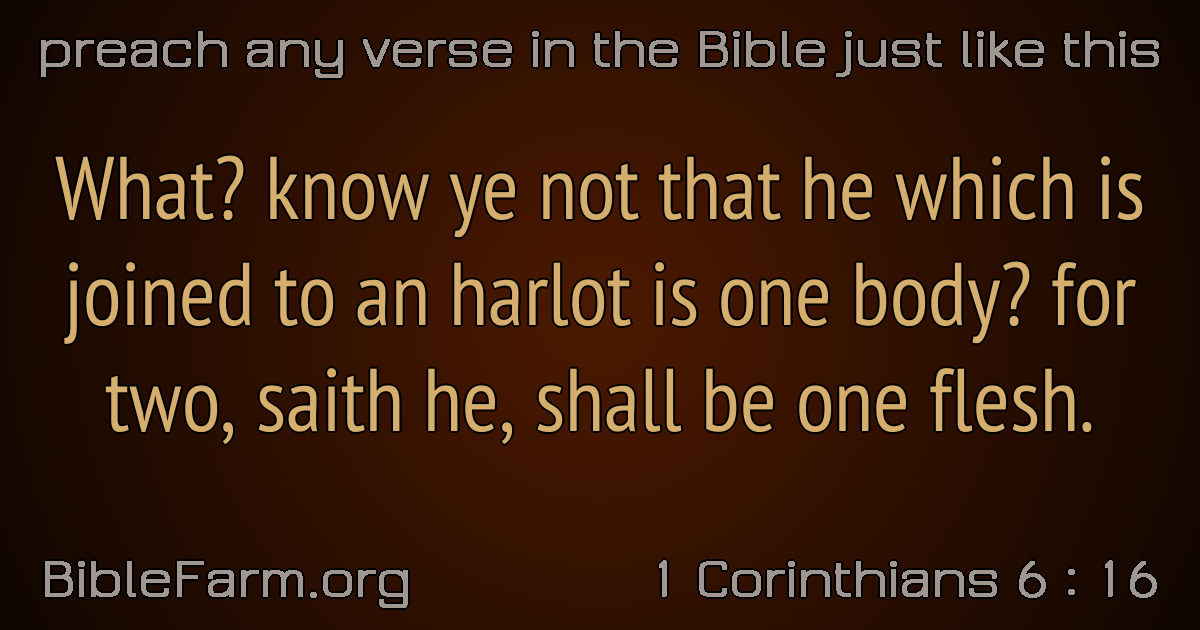 preach any verse in the Bible just like this
What? know ye not that he which is
joined to an harlot is one body? for
two, saith he, shall be one flesh.
BibleFarm.org
1 Corinthians 6 : 16